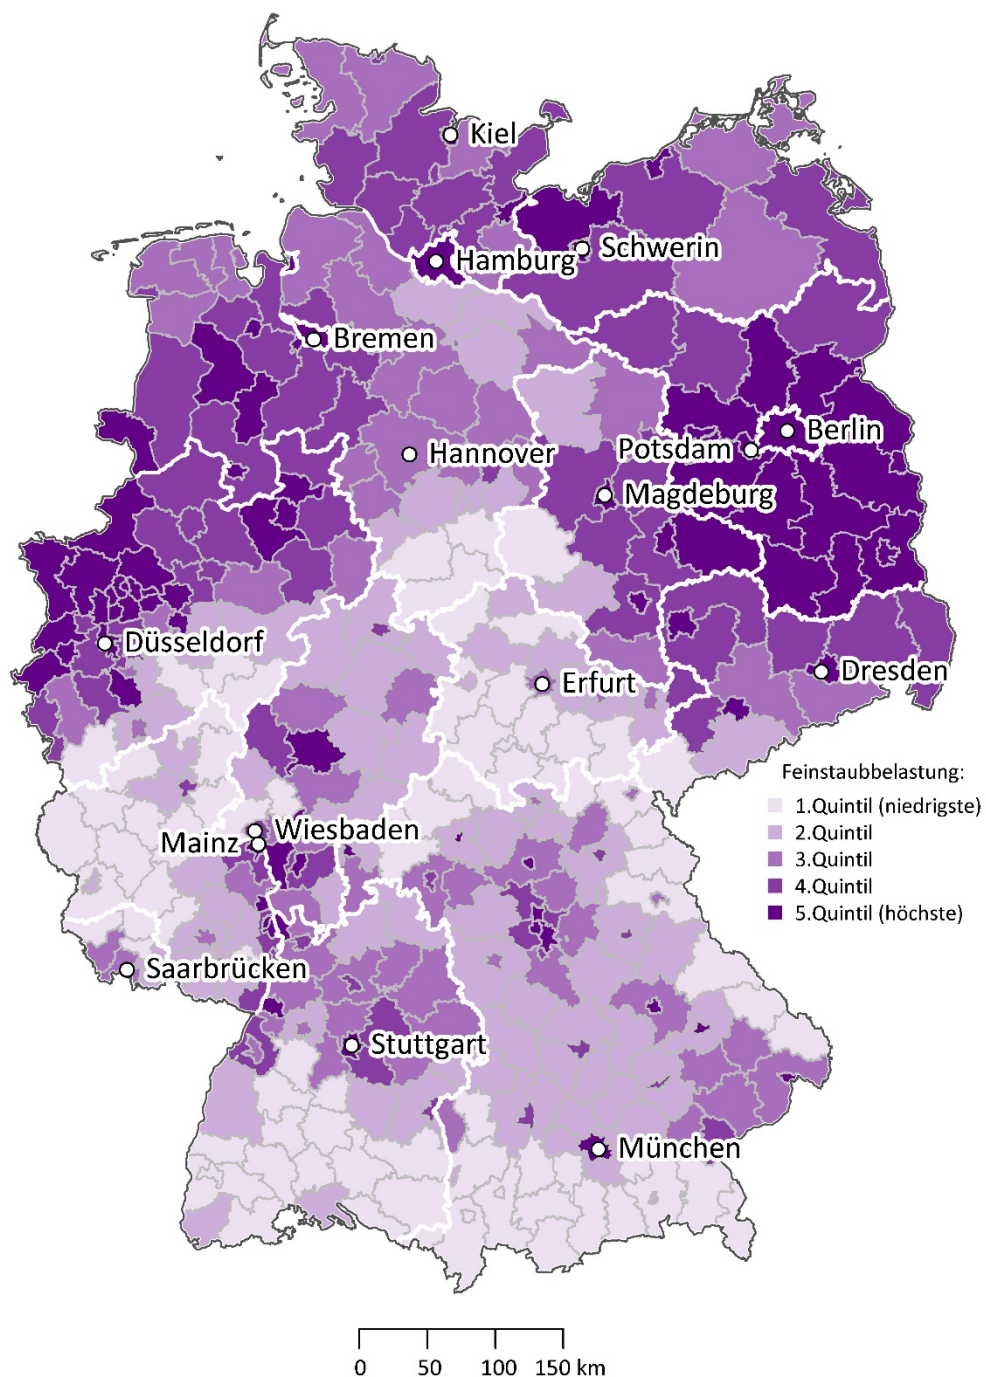 Kiel
Schwerin
Hamburg
Bremen
Berlin
Potsdam
Hannover
Magdeburg
Düsseldorf
Dresden
Erfurt
Feinstaubbelastung:
1.Quintil (niedrigste)
2.Quintil
3.Quintil
4.Quintil
5.Quintil (höchste)
Wiesbaden
Mainz
Saarbrücken
Stuttgart
München
0 50 100 150 km